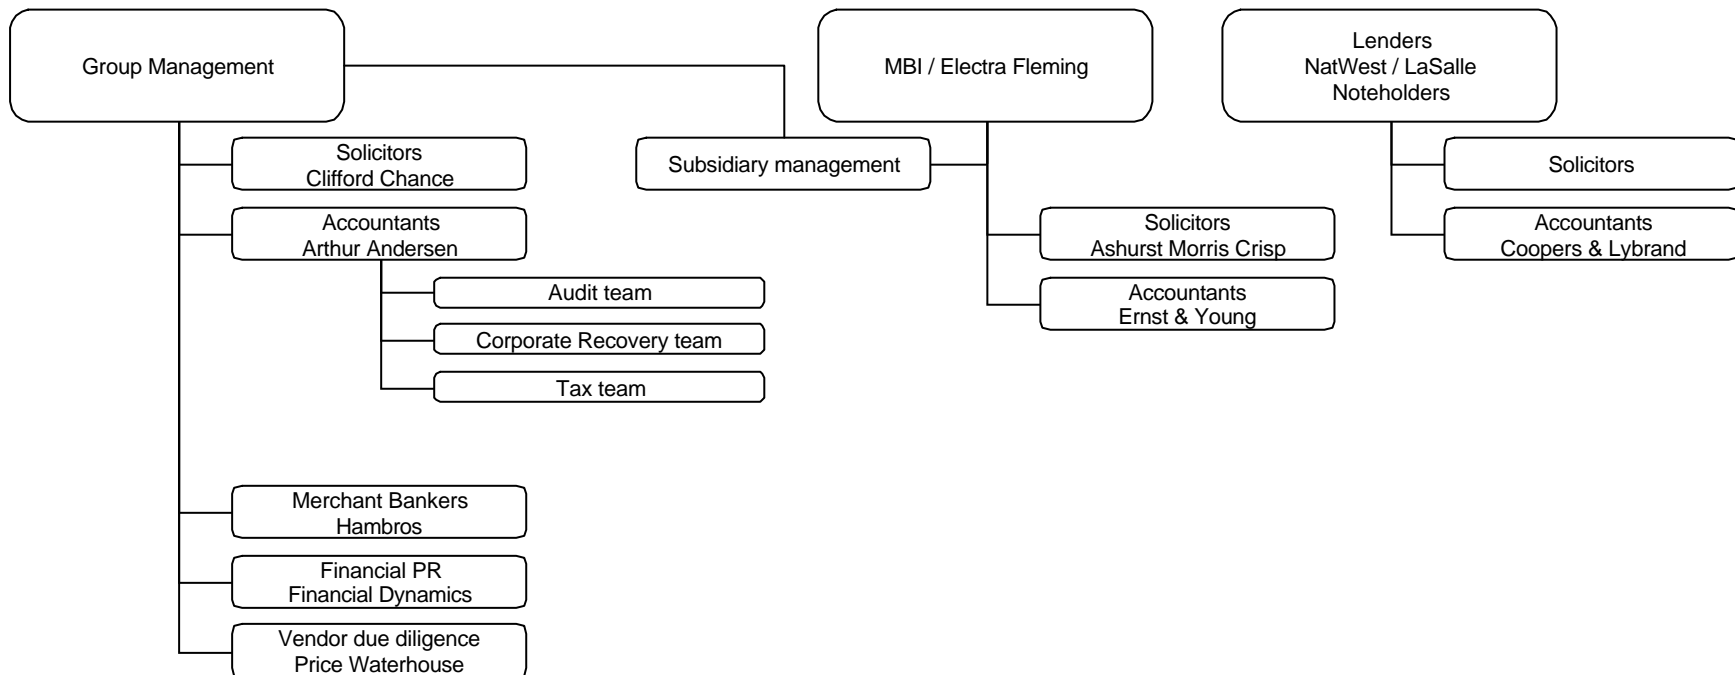 Group Management
MBI / Electra Fleming
Lenders
NatWest / LaSalle
Noteholders
Solicitors
Clifford Chance
Subsidiary management
Solicitors
Accountants
Arthur Andersen
Solicitors
Ashurst Morris Crisp
Accountants
Coopers & Lybrand
Audit team
Accountants
Ernst & Young
Corporate Recovery team
Tax team
Merchant Bankers
Hambros
Financial PR
Financial Dynamics
Vendor due diligence
Price Waterhouse